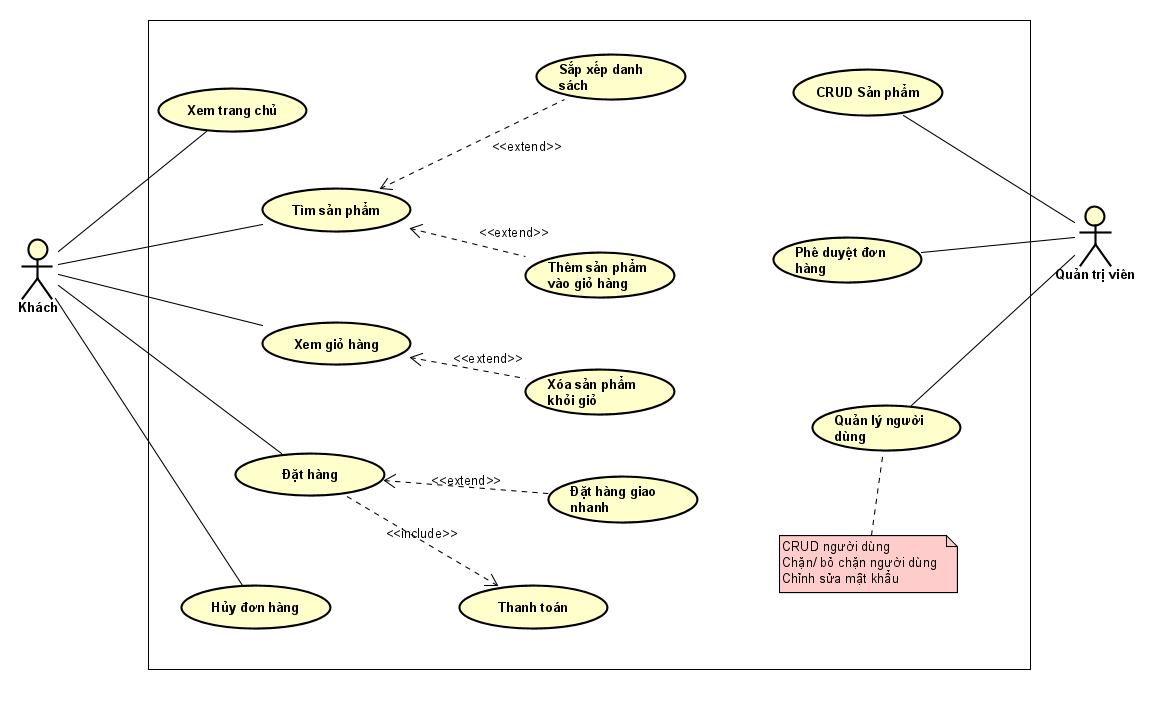 Sắp xếp danh
sách
CRUD Sản phẩm
Xem trang chủ
<<extend>>
Tìm sản phẩm
<<extend>>
Thêm sản phẩm
vào giỏ hàng
Phê duyệt đơn
hàng
Quản trị viên
Khách
Xem giỏ hàng
<<extend>>
Xóa sản phẩm
khỏi giỏ
Quản lý người
dùng
Đặt hàng
<<extend>>
Đặt hàng giao
nhanh
<<include>>
CRUD người dùng
Chặn/ bỏ chặn người dùng
Chỉnh sửa mật khẩu
Hủy đơn hàng
Thanh toán